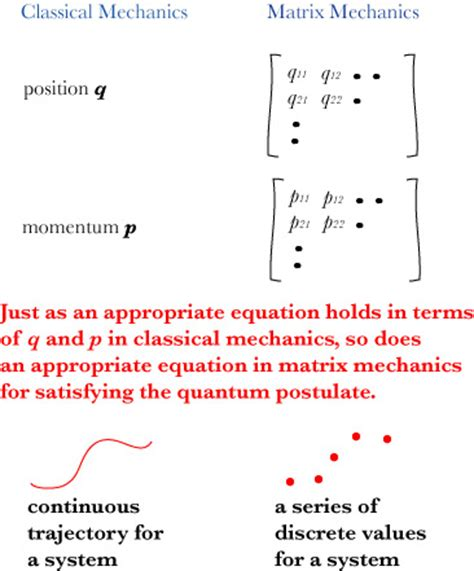 Classical Mechanics Matrix Mechanics
position q
q11 q12 • •
q21 q22 •
•
•
momentum p
p11 p12 • •
p21 p22 •
•
•
Just as an appropriate equation holds in terms
of q and p in classical mechanics, so does
an appropriate equation in matrix mechanics
for satisfying the quantum postulate.
continuous
trajectory for
a system
a series of
discrete values
for a system